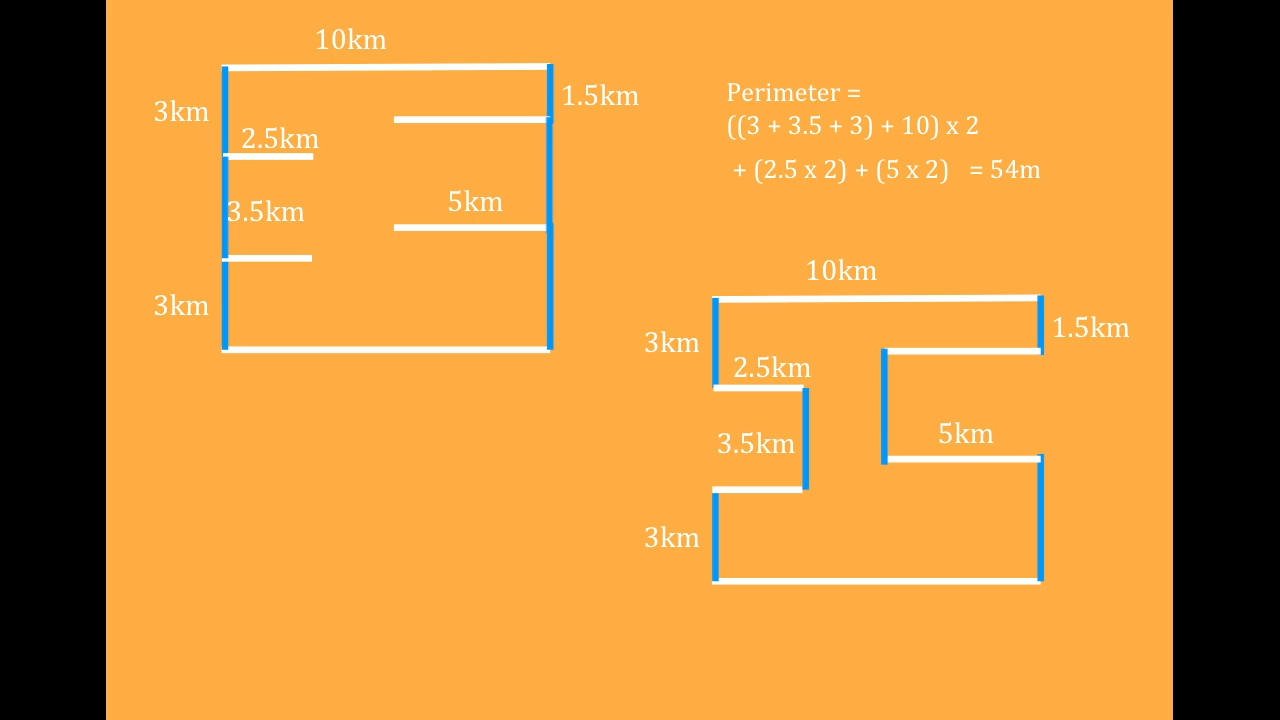 10km
3km
1.5km
2.5km
3.5km
5km
3km
Perimeter =
((3 + 3.5 + 3) + 10) x 2
+ (2.5 x 2) + (5 x 2) = 54m
10km
3km
1.5km
2.5km
3.5km
5km
3km